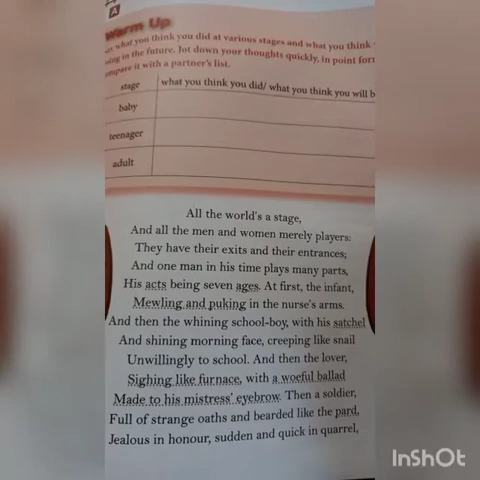 A
Warm Up
what you think you did at various stages and what you think
in the future. Jot down your thoughts quickly, in point
it with a partner's list.
stage what you think you did/ what you think you will b
baby
teenager
adult
All the world's a stage,
And all the men and women merely players:
They have their exits and their entrances;
And one man in his time plays many parts,
His acts being seven ages. At first, the infant,
Mewling and puking in the nurse's arms.
And then the whining school-boy, with his satchel
And shining morning face, creeping like snail
Unwillingly to school. And then the lover,
Sighing like furnace, with a woeful ballad
Made to his mistress' eyebrow. Then a soldier,
Full of strange oaths and bearded like the pard,
Jealous in honour, sudden and quick in quarrel,
InShOt